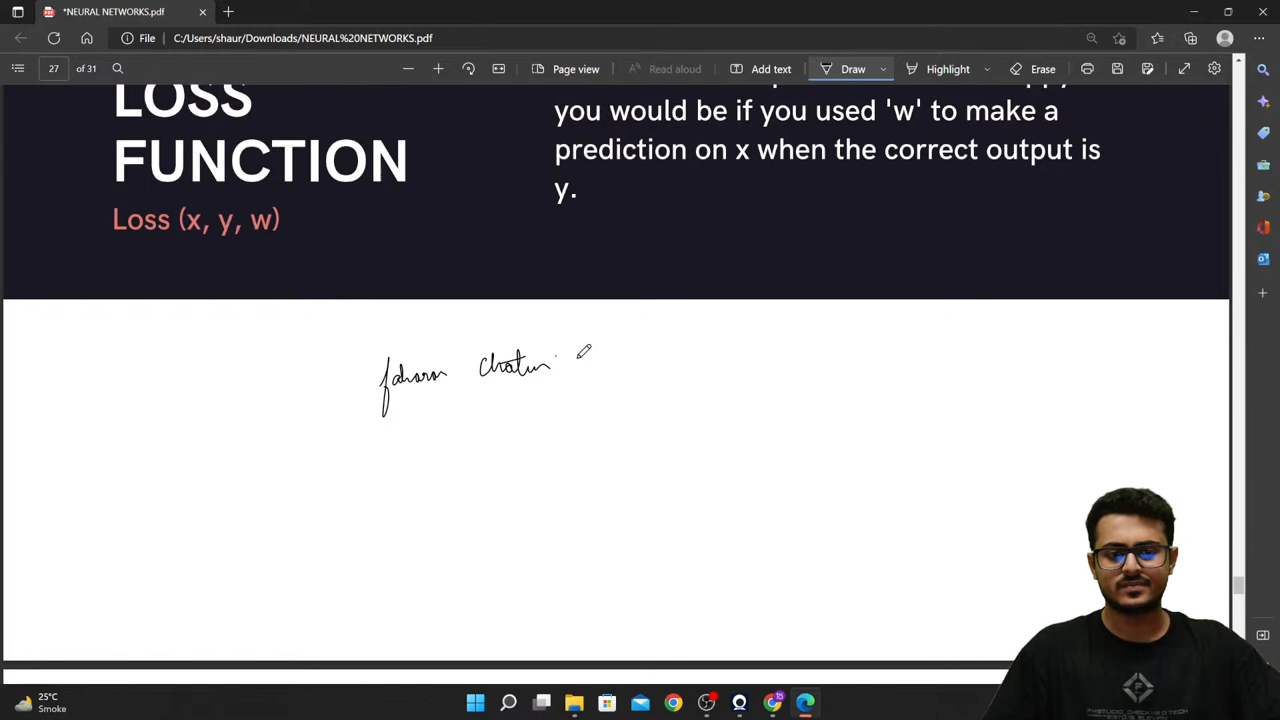 *NEURAL NETWORKS.pdf
File C:/Users/shaur/Downloads/NEURAL%20NETWORKS.pdf
27 of 31 Page view Read aloud Add text Draw Highlight Erase
LOSS
FUNCTION
Loss (x, y, w)
you would be if you used 'w' to make a
prediction on x when the correct output is
y.
25°C
Smoke